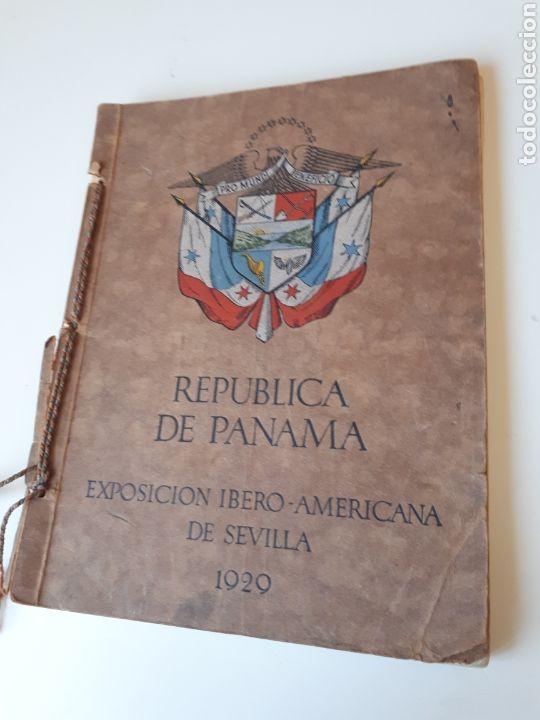 PRO MUNDI BENEFICIO
REPUBLICA
DE PANAMA
EXPOSICION IBERO-AMERICANA
DE SEVILLA
1929
todocoleccion